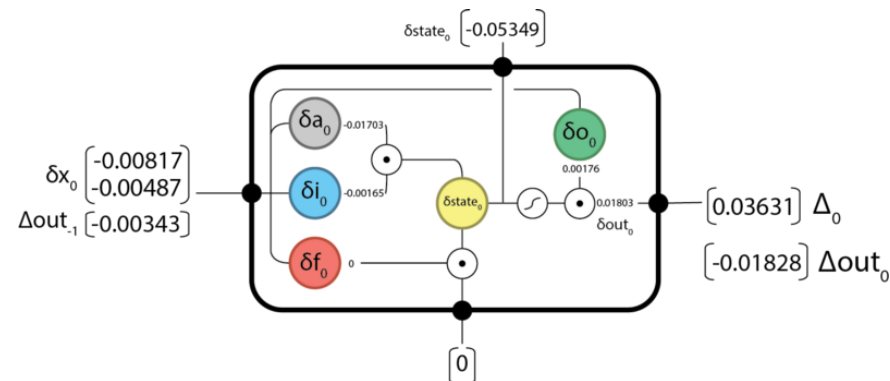 δstate₀ [-0.05349]
δa₀ -0.01703
δo₀
0.00176
δx₀ [-0.00817
-0.00487]
δi₀ -0.00165
δstate₀
0.01803
δout₀
[0.03631] Δ₀
Δout₋₁ [-0.00343]
δf₀ 0
[-0.01828] Δout₀
[0]